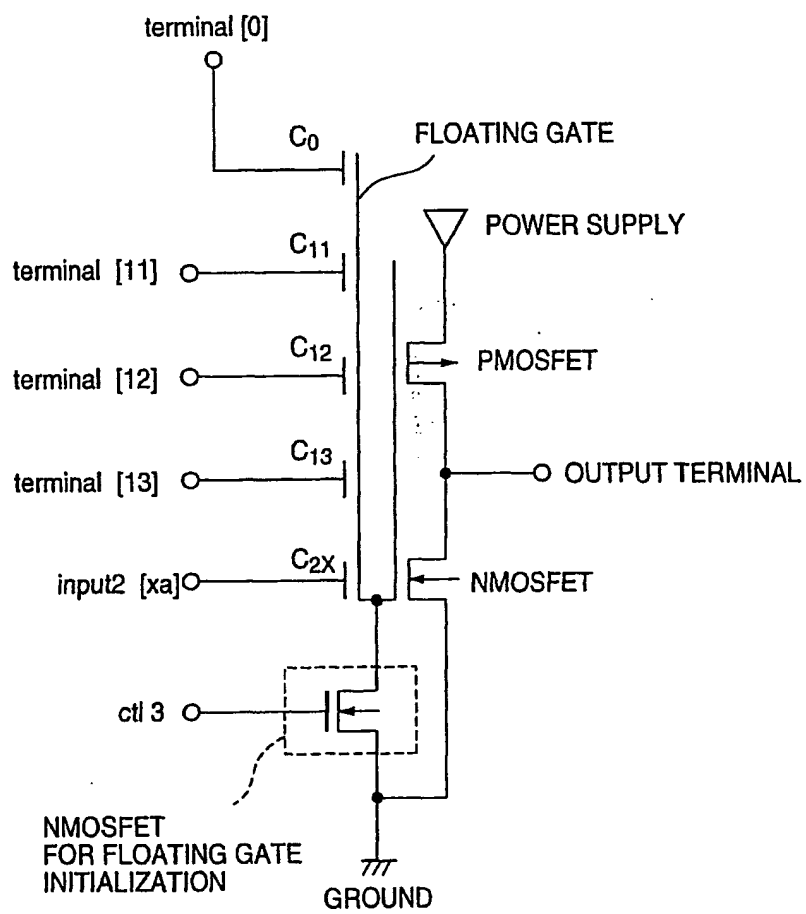 terminal [0]
C0
FLOATING GATE
POWER SUPPLY
C11
terminal [11]
C12
terminal [12]
PMOSFET
C13
terminal [13]
OUTPUT TERMINAL
C2X
input2 [xa]
NMOSFET
ctl 3
NMOSFET
FOR FLOATING GATE
INITIALIZATION
GROUND